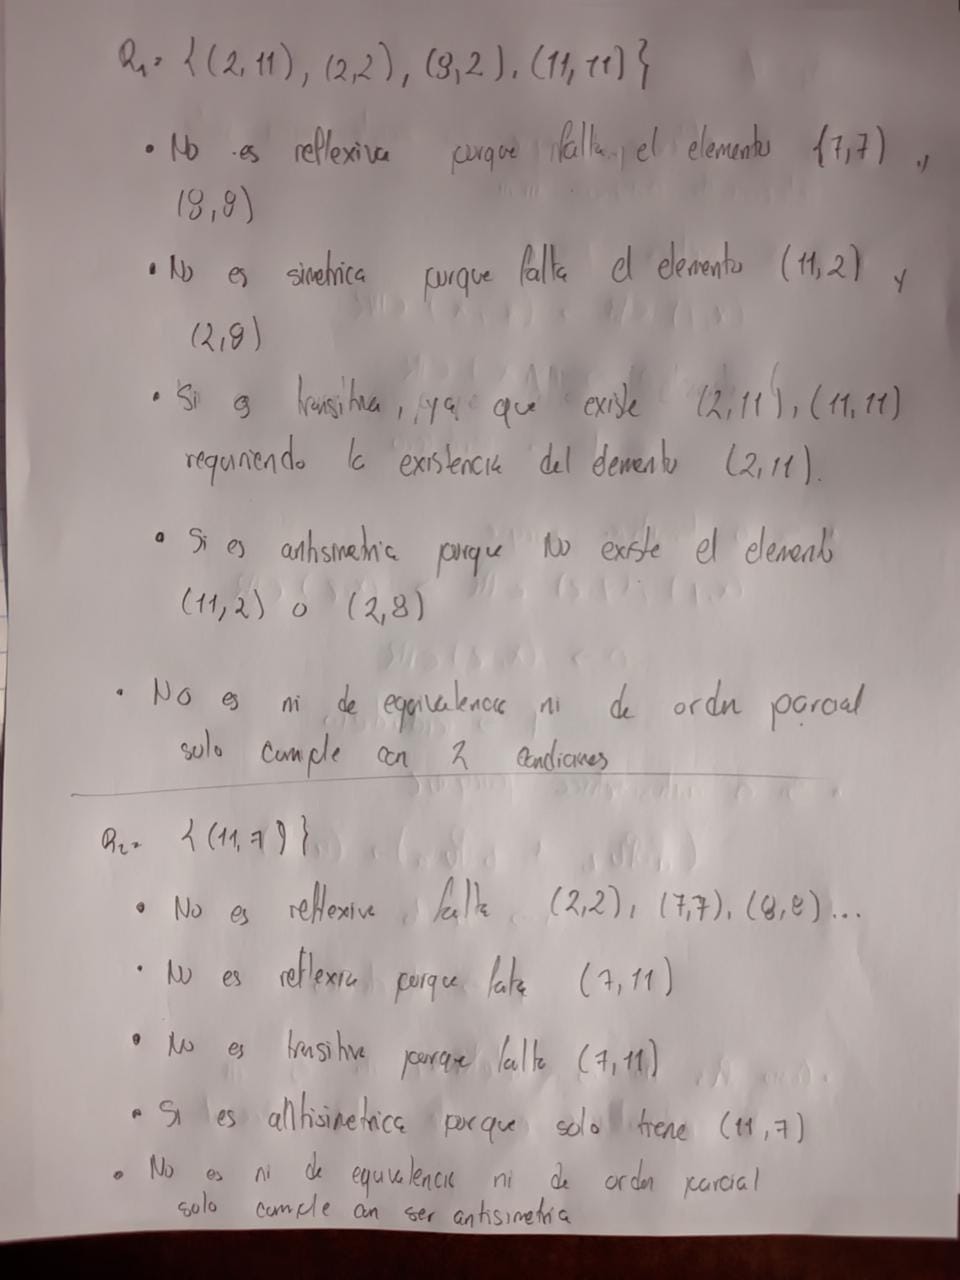 R₁= {(2,11), (2,2), (8,2), (11,11)}
• No es reflexiva porque falta el elemento (7,7) y
(8,8)
• No es simetrica porque falta el elemento (11,2) y
(2,8)
• Si es transitiva, ya que existe (2,11), (11,11)
requriendo la existencia del elemento (2,11).
• Si es antismetria porque No existe el elemento
(11,2) o (2,8)
• No es ni de equivalencia ni de orden parcial
solo cumple con 2 condiciones
R₂= {(11,7)}
• No es reflexiva falta (2,2), (7,7), (8,8)...
• No es reflexia porque falta (7,11)
• No es transitiva porque falta (7,11)
• Si es antisimetrica porque solo tiene (11,7)
• No es ni de equivalencia ni de orden parcial
solo cumple con ser antisimetria